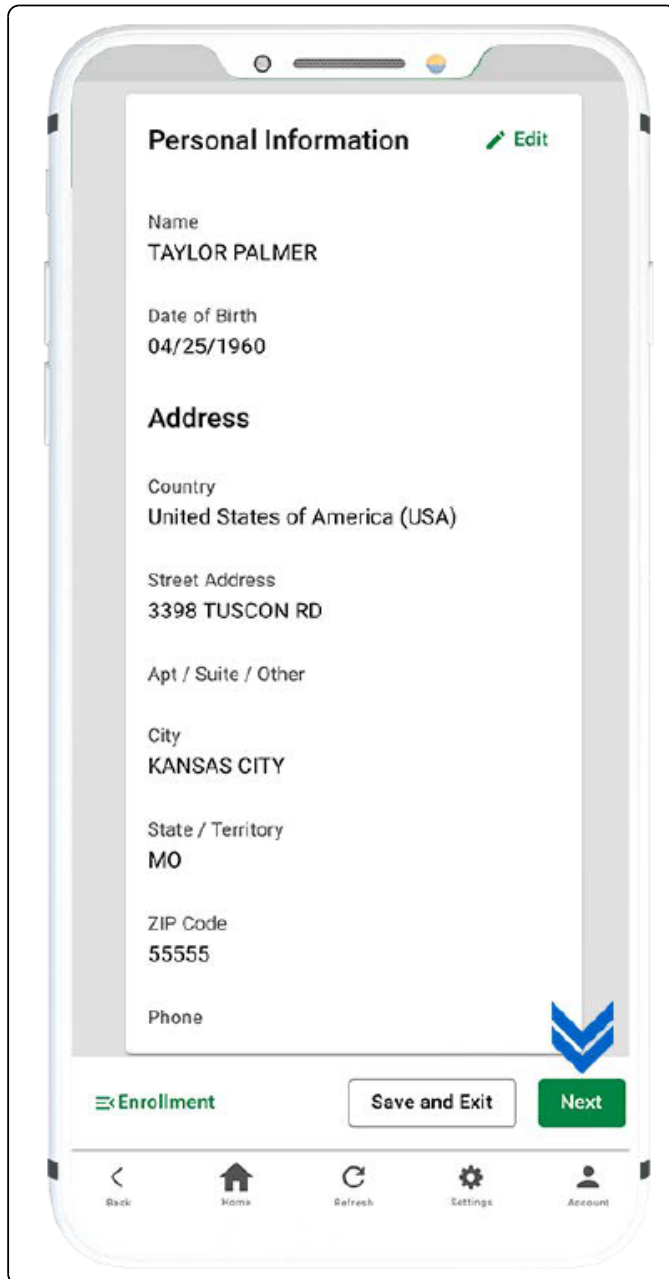 Personal Information
Edit
Name
TAYLOR PALMER
Date of Birth
04/25/1960
Address
Country
United States of America (USA)
Street Address
3398 TUSCON RD
Apt / Suite / Other
City
KANSAS CITY
State / Territory
MO
ZIP Code
55555
Phone
Enrollment
Save and Exit
Next
Back
Home
Refresh
Settings
Account